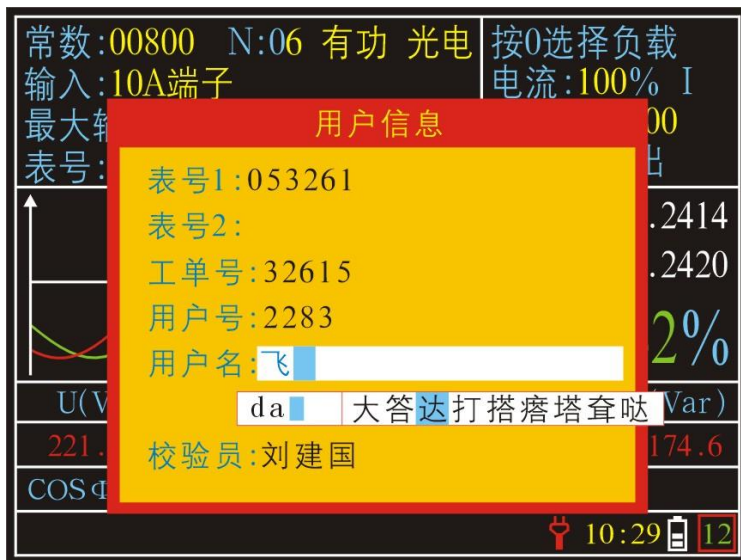 常数:00800 N:06 有功 光电
按0选择负载
输入:10A端子
电流:100% I
最大
00
表号:
出
用户信息
表号1:053261
表号2:
工单号:32615
用户号:2283
用户名:飞
da 大答达打搭瘩塔耷哒
校验员:刘建国
.2414
.2420
2%
U(V
Var)
221.
174.6
COSΦ
10:29 12